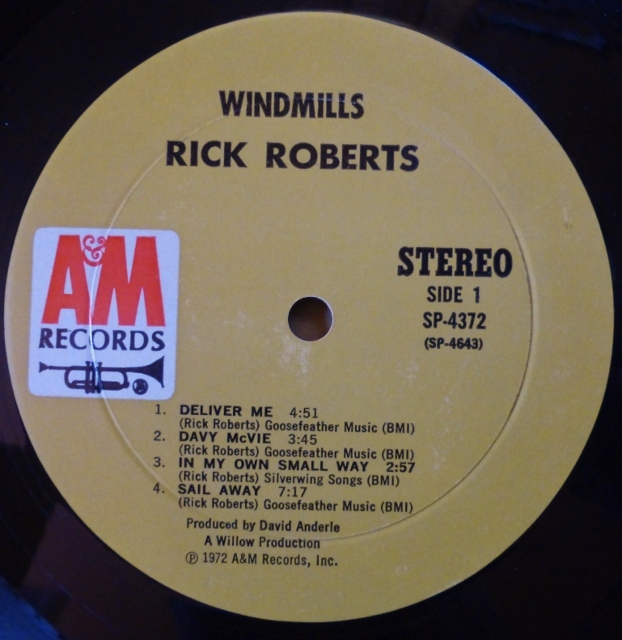 WINDMILLS
RICK ROBERTS
A&M
RECORDS
STEREO
SIDE 1
SP-4372
(SP-4643)
1. DELIVER ME 4:51
(Rick Roberts) Goosefeather Music (BMI)
2. DAVY McVIE 3:45
(Rick Roberts) Goosefeather Music (BMI)
3. IN MY OWN SMALL WAY 2:57
(Rick Roberts) Silverwing Songs (BMI)
4. SAIL AWAY 7:17
(Rick Roberts) Goosefeather Music (BMI)
Produced by David Anderle
A Willow Production
Ⓟ 1972 A&M Records, Inc.